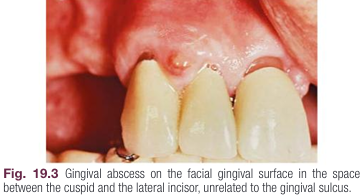 Fig. 19.3 Gingival abscess on the facial gingival surface in the space
between the cuspid and the lateral incisor, unrelated to the gingival sulcus.